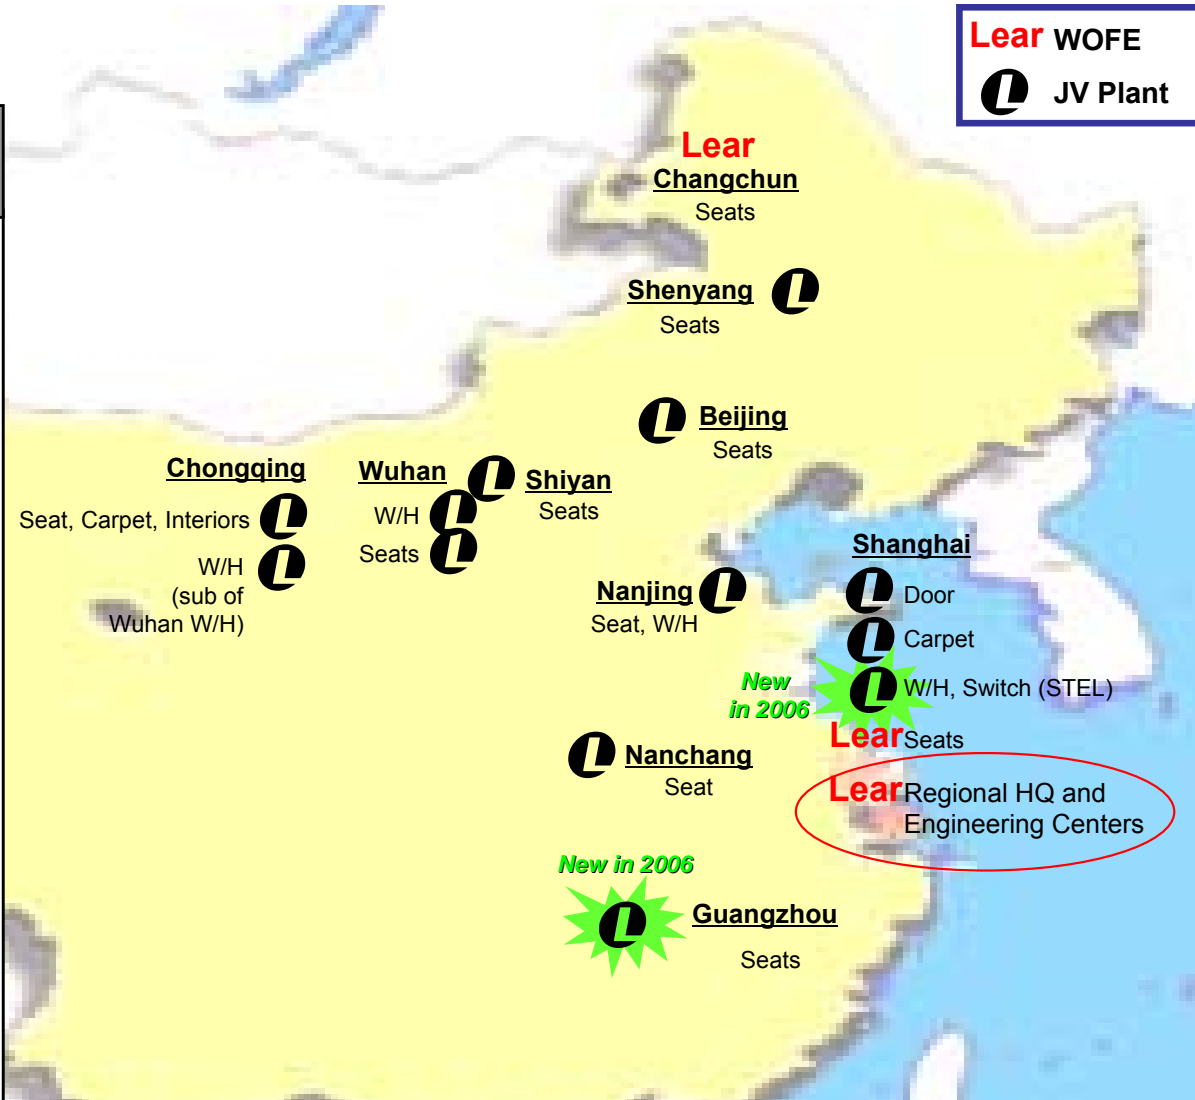 Lear WOFE
L JV Plant
Lear
Changchun
Seats
Shenyang L
Seats
L Beijing
Seats
Chongqing
Seat, Carpet, Interiors L
W/H L
(sub of
Wuhan W/H)
Wuhan
W/H L
Seats L
L Shiyan
Seats
Nanjing L
Seat, W/H
Shanghai
L Door
L Carpet
New
in 2006
L W/H, Switch (STEL)
Lear Seats
Lear Regional HQ and
Engineering Centers
L Nanchang
Seat
New in 2006
L Guangzhou
Seats